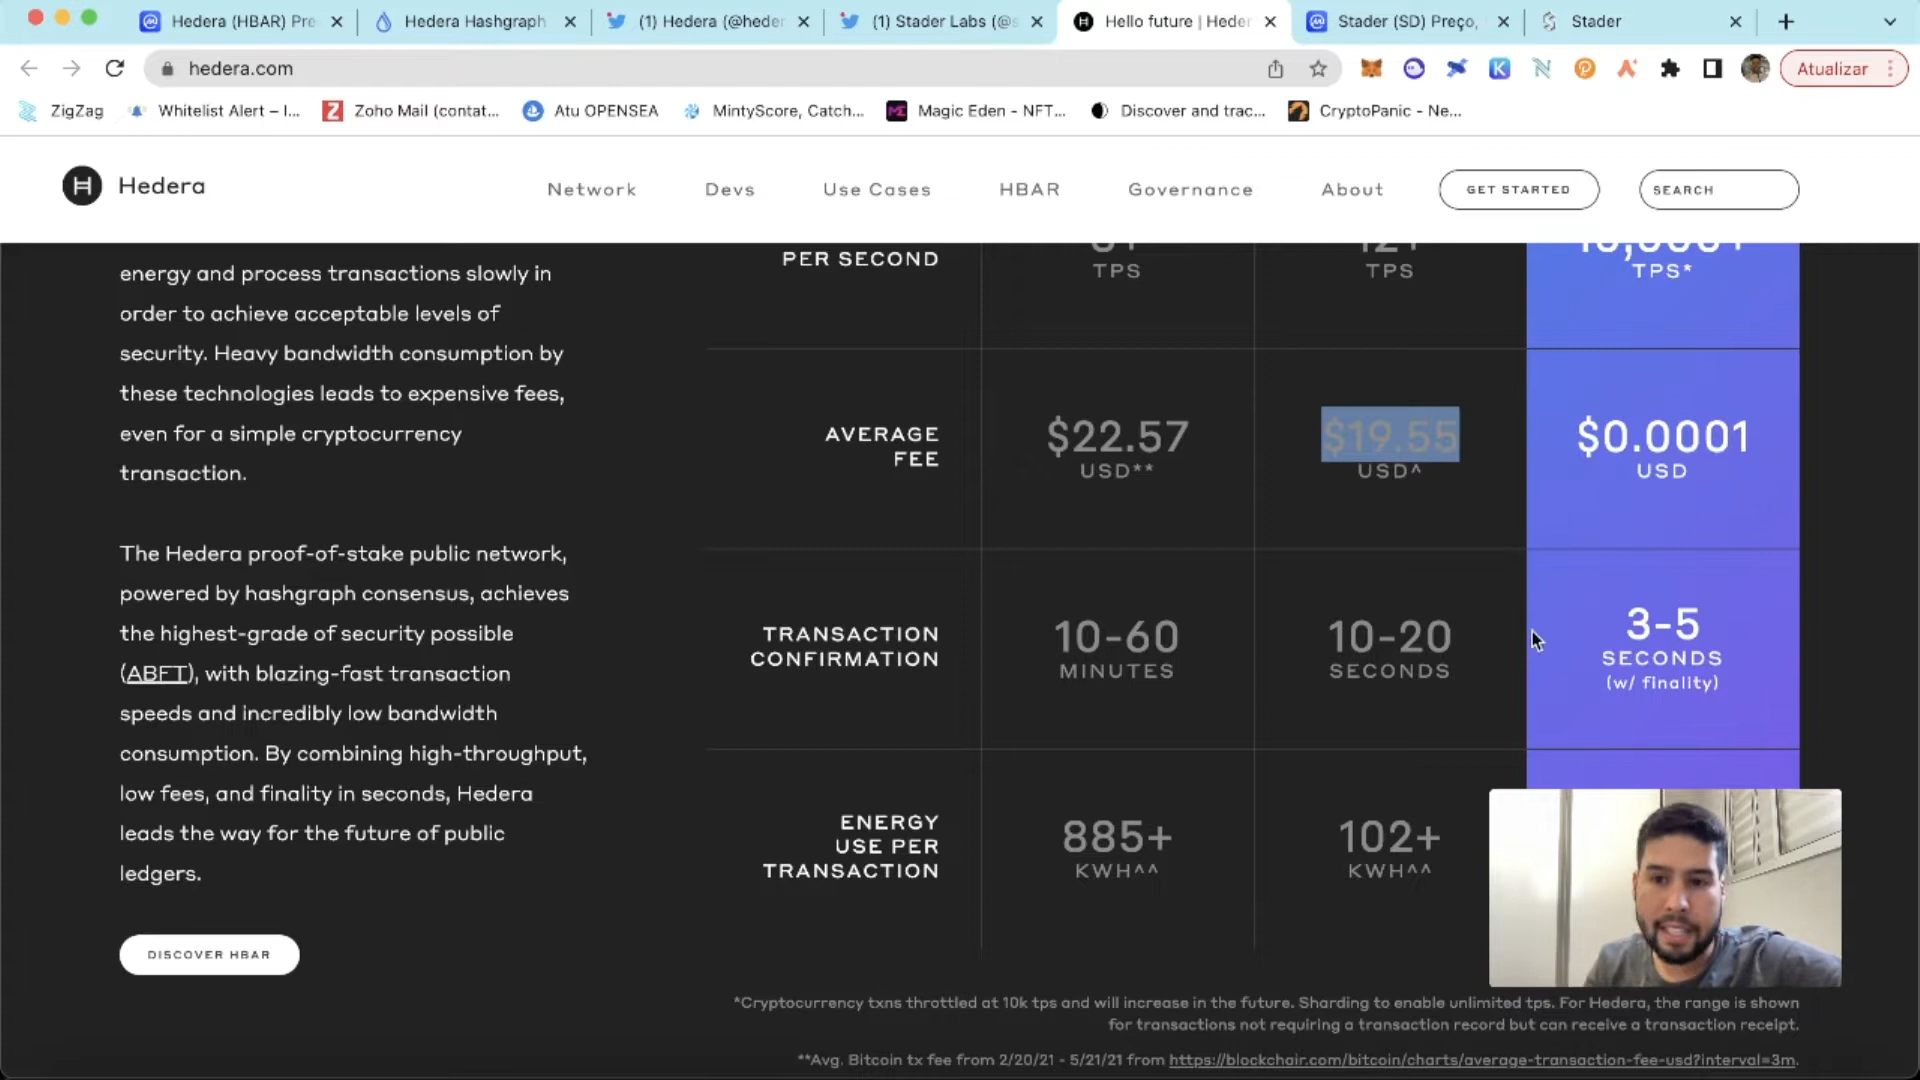 Hedera (HBAR) Pre
Hedera Hashgraph
(1) Hedera (@heder
(1) Stader Labs (@s
Hello future | Heder
Stader (SD) Preço,
Stader
hedera.com
Atualizar
ZigZag
Whitelist Alert – I...
Zoho Mail (contat...
Atu OPENSEA
MintyScore, Catch...
Magic Eden - NFT...
Discover and trac...
CryptoPanic - Ne...
Hedera
Network
Devs
Use Cases
HBAR
Governance
About
GET STARTED
SEARCH
energy and process transactions slowly in
order to achieve acceptable levels of
security. Heavy bandwidth consumption by
these technologies leads to expensive fees,
even for a simple cryptocurrency
transaction.
The Hedera proof-of-stake public network,
powered by hashgraph consensus, achieves
the highest-grade of security possible
(ABFT), with blazing-fast transaction
speeds and incredibly low bandwidth
consumption. By combining high-throughput,
low fees, and finality in seconds, Hedera
leads the way for the future of public
ledgers.
DISCOVER HBAR
PER SECOND
TPS
TPS
TPS*
AVERAGE
FEE
$22.57
USD**
$19.55
USD^
$0.0001
USD
TRANSACTION
CONFIRMATION
10-60
MINUTES
10-20
SECONDS
3-5
SECONDS
(w/ finality)
ENERGY
USE PER
TRANSACTION
885+
KWH^^
102+
KWH^^
*Cryptocurrency txns throttled at 10k tps and will increase in the future. Sharding to enable unlimited tps. For Hedera, the range is shown
for transactions not requiring a transaction record but can receive a transaction receipt.
**Avg. Bitcoin tx fee from 2/20/21 - 5/21/21 from https://blockchair.com/bitcoin/charts/average-transaction-fee-usd?interval=3m.